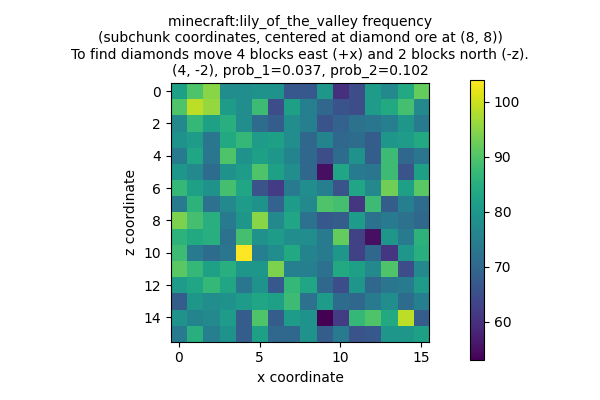 minecraft:lily_of_the_valley frequency
(subchunk coordinates, centered at diamond ore at (8, 8))
To find diamonds move 4 blocks east (+x) and 2 blocks north (-z).
(4, -2), prob_1=0.037, prob_2=0.102
0
2
4
6
8
10
12
14
z coordinate
0
5
10
15
x coordinate
100
90
80
70
60